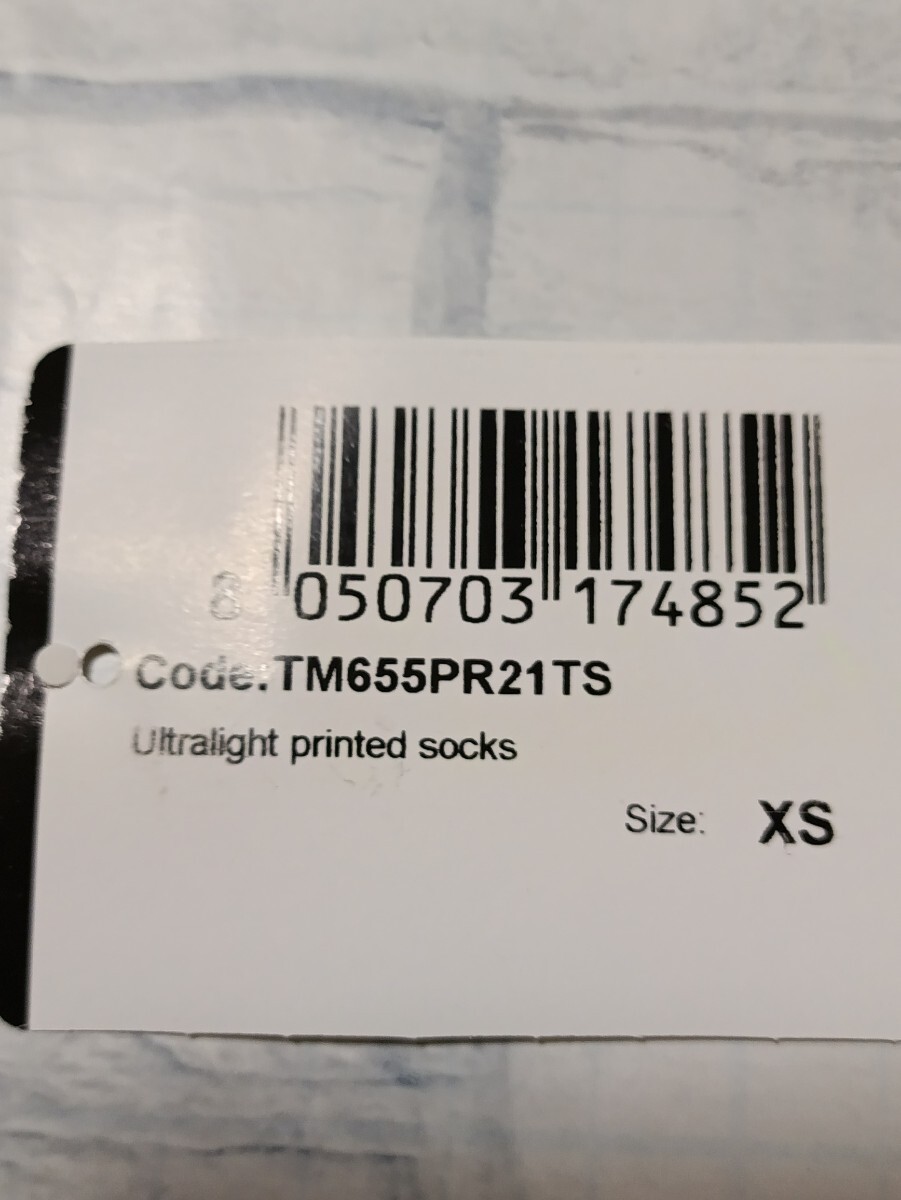 8 050703 174852
Code:TM655PR21TS
Ultralight printed socks
Size: XS